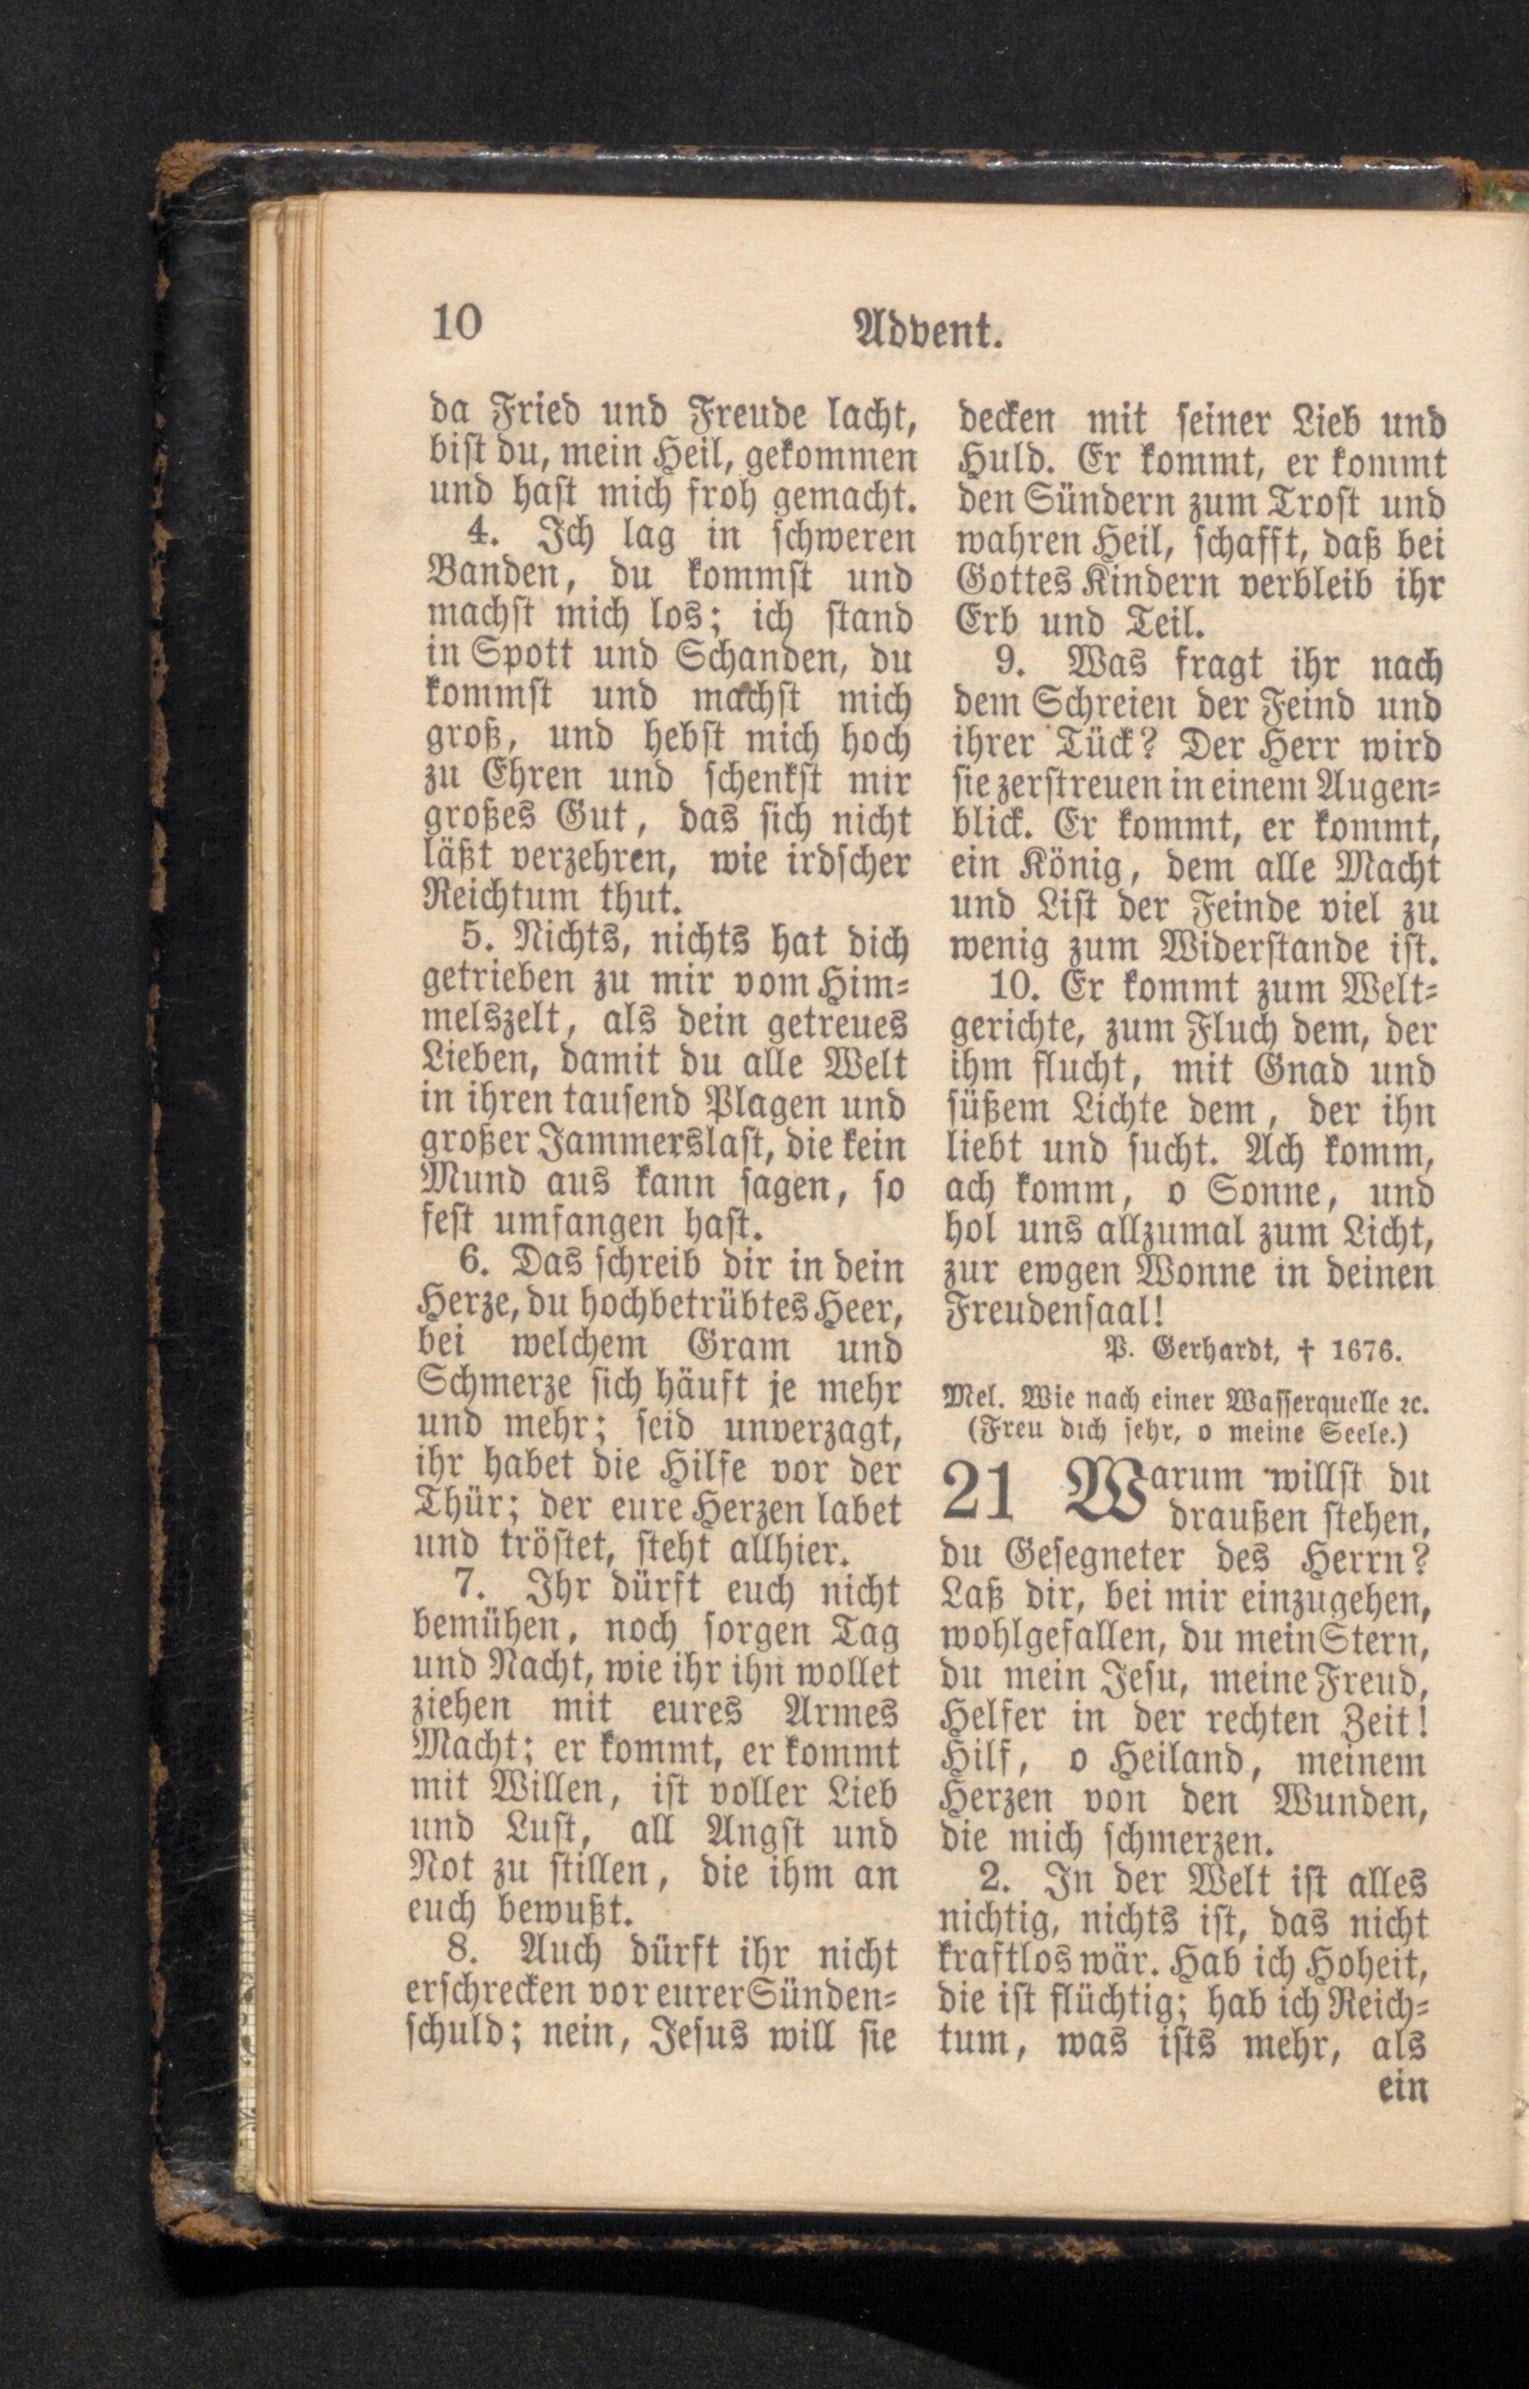 10
Advent.
da Fried und Freude lacht,
bist du, mein Heil, gekommen
und hast mich froh gemacht.
4. Ich lag in schweren
Banden, du kommst und
machst mich los; ich stand
in Spott und Schanden, du
kommst und machst mich
groß, und hebst mich hoch
zu Ehren und schenkst mir
großes Gut, das sich nicht
läßt verzehren, wie irdscher
Reichtum thut.
5. Nichts, nichts hat dich
getrieben zu mir vom Him-
melszelt, als dein getreues
Lieben, damit du alle Welt
in ihren tausend Plagen und
großer Jammerslast, die kein
Mund aus kann sagen, so
fest umfangen hast.
6. Das schreib dir in dein
Herze, du hochbetrübtes Heer,
bei welchem Gram und
Schmerze sich häuft je mehr
und mehr; seid unverzagt,
ihr habet die Hilfe vor der
Thür; der eure Herzen labet
und tröstet, steht allhier.
7. Ihr dürft euch nicht
bemühen, noch sorgen Tag
und Nacht, wie ihr ihn wollet
ziehen mit eures Armes
Macht; er kommt, er kommt
mit Willen, ist voller Lieb
und Lust, all Angst und
Not zu stillen, die ihm an
euch bewußt.
8. Auch dürft ihr nicht
erschrecken vor eurer Sünden-
schuld; nein, Jesus will sie
decken mit seiner Lieb und
Huld. Er kommt, er kommt
den Sündern zum Trost und
wahren Heil, schafft, daß bei
Gottes Kindern verbleib ihr
Erb und Teil.
9. Was fragt ihr nach
dem Schreien der Feind und
ihrer Tück? Der Herr wird
sie zerstreuen in einem Augen-
blick. Er kommt, er kommt,
ein König, dem alle Macht
und List der Feinde viel zu
wenig zum Widerstande ist.
10. Er kommt zum Welt-
gerichte, zum Fluch dem, der
ihm flucht, mit Gnad und
süßem Lichte dem, der ihn
liebt und sucht. Ach komm,
ach komm, o Sonne, und
hol uns allzumal zum Licht,
zur ewgen Wonne in deinen
Freudensaal!
P. Gerhardt, † 1676.
Mel. Wie nach einer Wasserquelle ꝛc.
(Freu dich sehr, o meine Seele.)
21 Warum willst du
draußen stehen,
du Gesegneter des Herrn?
Laß dir, bei mir einzugehen,
wohlgefallen, du mein Stern,
du mein Jesu, meine Freud,
Helfer in der rechten Zeit!
Hilf, o Heiland, meinem
Herzen von den Wunden,
die mich schmerzen.
2. In der Welt ist alles
nichtig, nichts ist, das nicht
kraftlos wär. Hab ich Hoheit,
die ist flüchtig; hab ich Reich-
tum, was ists mehr, als
ein